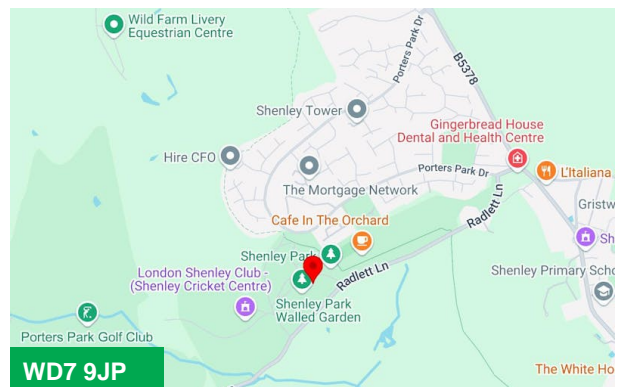 Wild Farm Livery
Equestrian Centre
Porters Park Dr
B5378
Shenley Tower
Gingerbread House
Dental and Health Centre
Hire CFO
Porters Park Dr
L'Italiana
The Mortgage Network
Radlett Ln
Gristw
Cafe In The Orchard
Sh
Shenley Park
Radlett Ln
Shenley Primary Scho
London Shenley Club -
(Shenley Cricket Centre)
Shenley Park
Walled Garden
Porters Park Golf Club
The White Ho
WD7 9JP